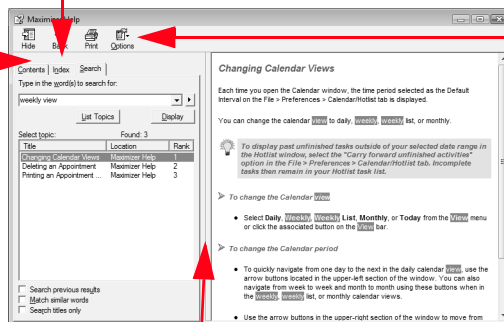 Maximizer Help
Hide Back Print Options
Contents Index Search
Type in the word(s) to search for:
weekly view
List Topics Display
Select topic: Found: 3
Title Location Rank
Changing Calendar Views Maximizer Help 1
Deleting an Appointment Maximizer Help 2
Printing an Appointment ... Maximizer Help 3
Search previous results
Match similar words
Search titles only
Changing Calendar Views
Each time you open the Calendar window, the time period selected as the Default
Interval on the File > Preferences > Calendar/Hotlist tab is displayed.
You can change the calendar view to daily, weekly, weekly list, or monthly.
To display past unfinished tasks outside of your selected date range in
the Hotlist window, select the "Carry forward unfinished activities"
option in the File > Preferences > Calendar/Hotlist tab. Incomplete
tasks then remain in your Hotlist task list.
To change the Calendar view
Select Daily, Weekly, Weekly List, Monthly, or Today from the View menu
or click the associated button on the View bar.
To change the Calendar period
To quickly navigate from one day to the next in the daily calendar view, use the
arrow buttons located in the upper-left section of the window. You can also
navigate from week to week and month to month using these buttons when in
the weekly, weekly list, or monthly calendar views.
Use the arrow buttons in the upper-right section of the window to move from